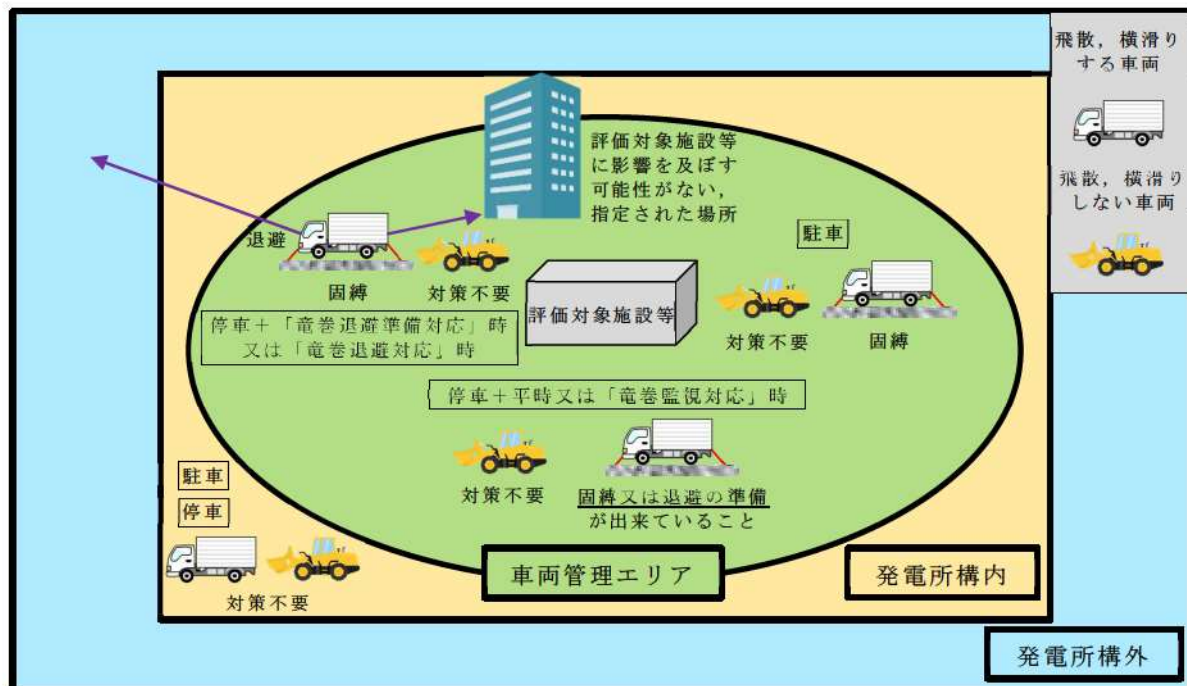 飛散，横滑り
する車両
飛散，横滑り
しない車両
評価対象施設等
に影響を及ぼす
可能性がない，
指定された場所
退避
固縛
対策不要
停車＋「竜巻退避準備対応」時
又は「竜巻退避対応」時
評価対象施設等
駐車
対策不要
固縛
停車＋平時又は「竜巻監視対応」時
対策不要
固縛又は退避の準備
が出来ていること
駐車
停車
対策不要
車両管理エリア
発電所構内
発電所構外